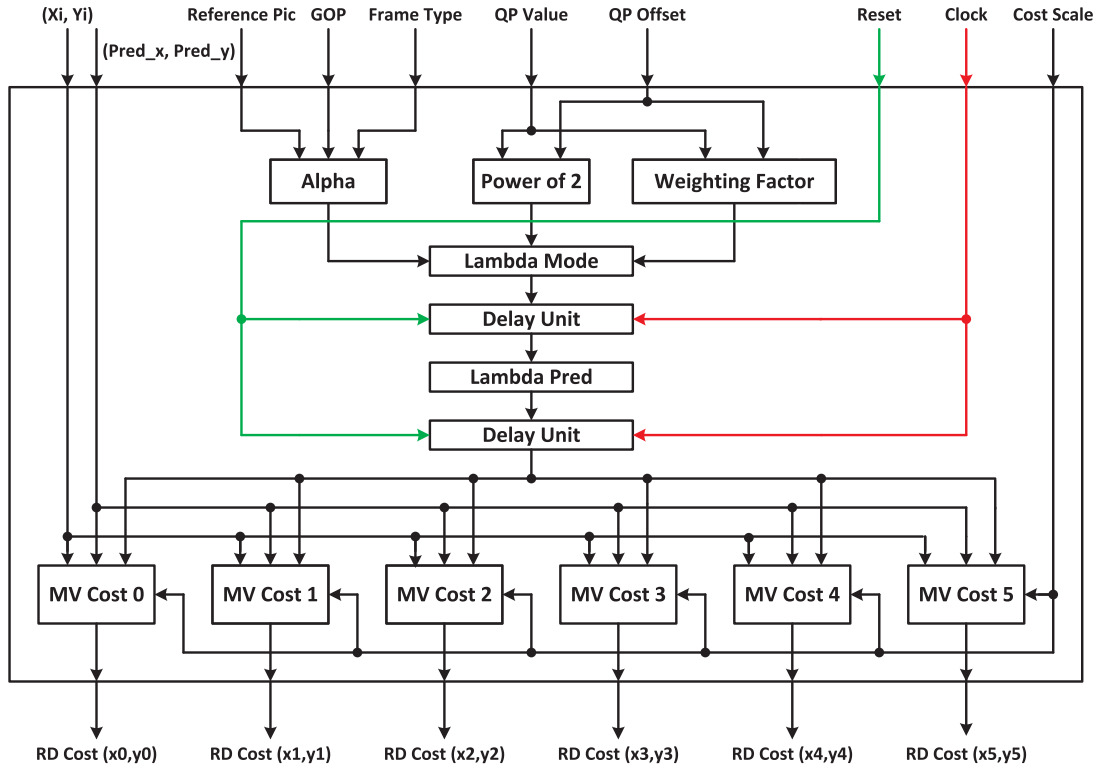 (Xi, Yi)
Reference Pic
GOP
Frame Type
QP Value
QP Offset
Reset
Clock
Cost Scale
(Pred_x, Pred_y)
Alpha
Power of 2
Weighting Factor
Lambda Mode
Delay Unit
Lambda Pred
Delay Unit
MV Cost 0
MV Cost 1
MV Cost 2
MV Cost 3
MV Cost 4
MV Cost 5
RD Cost (x0,y0)
RD Cost (x1,y1)
RD Cost (x2,y2)
RD Cost (x3,y3)
RD Cost (x4,y4)
RD Cost (x5,y5)